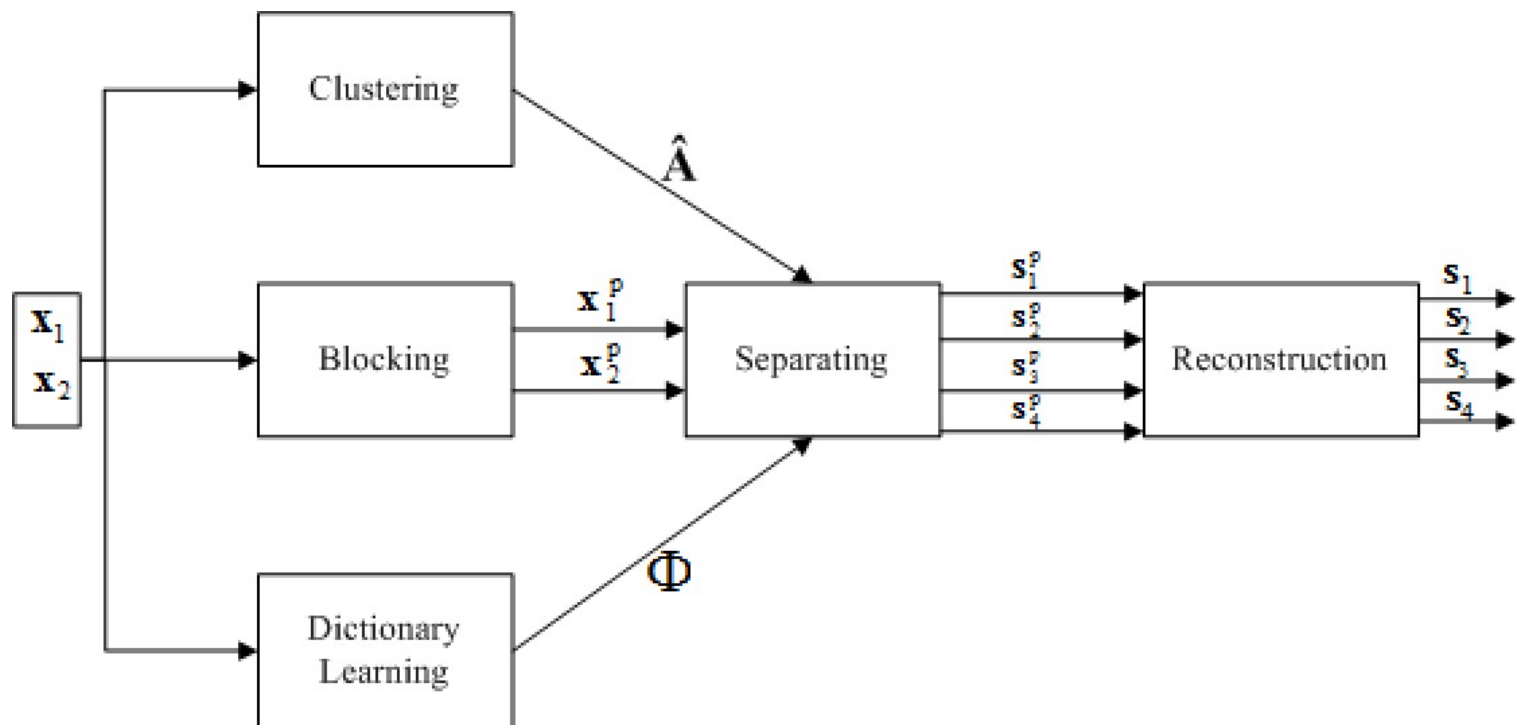 Clustering
Â
x₁
x₂
Blocking
x₁ᵖ
x₂ᵖ
Separating
s₁ᵖ
s₂ᵖ
s₃ᵖ
s₄ᵖ
Reconstruction
s₁
s₂
s₃
s₄
Φ
Dictionary
Learning